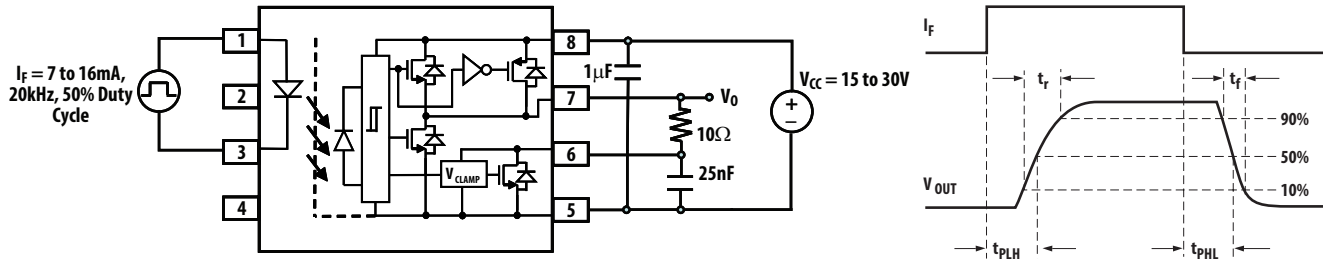 I_F = 7 to 16mA,
20kHz, 50% Duty
Cycle
1
2
3
4
V_CLAMP
8
7
6
5
1µF
V_O
10Ω
25nF
V_CC = 15 to 30V
+
−
I_F
t_r
t_f
90%
50%
10%
V_OUT
t_PLH
t_PHL